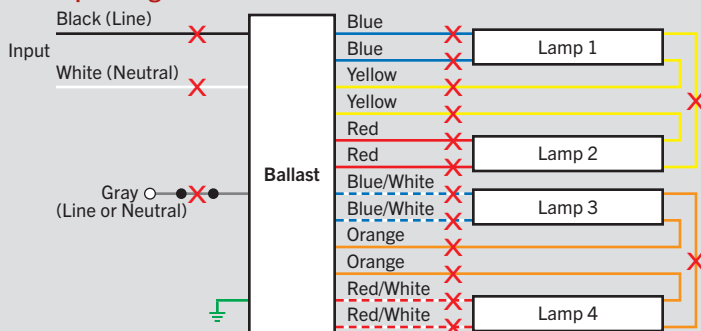 Black (Line)
Input
White (Neutral)
Gray
(Line or Neutral)
Ballast
Blue
Blue
Yellow
Yellow
Red
Red
Blue/White
Blue/White
Orange
Orange
Red/White
Red/White
Lamp 1
Lamp 2
Lamp 3
Lamp 4